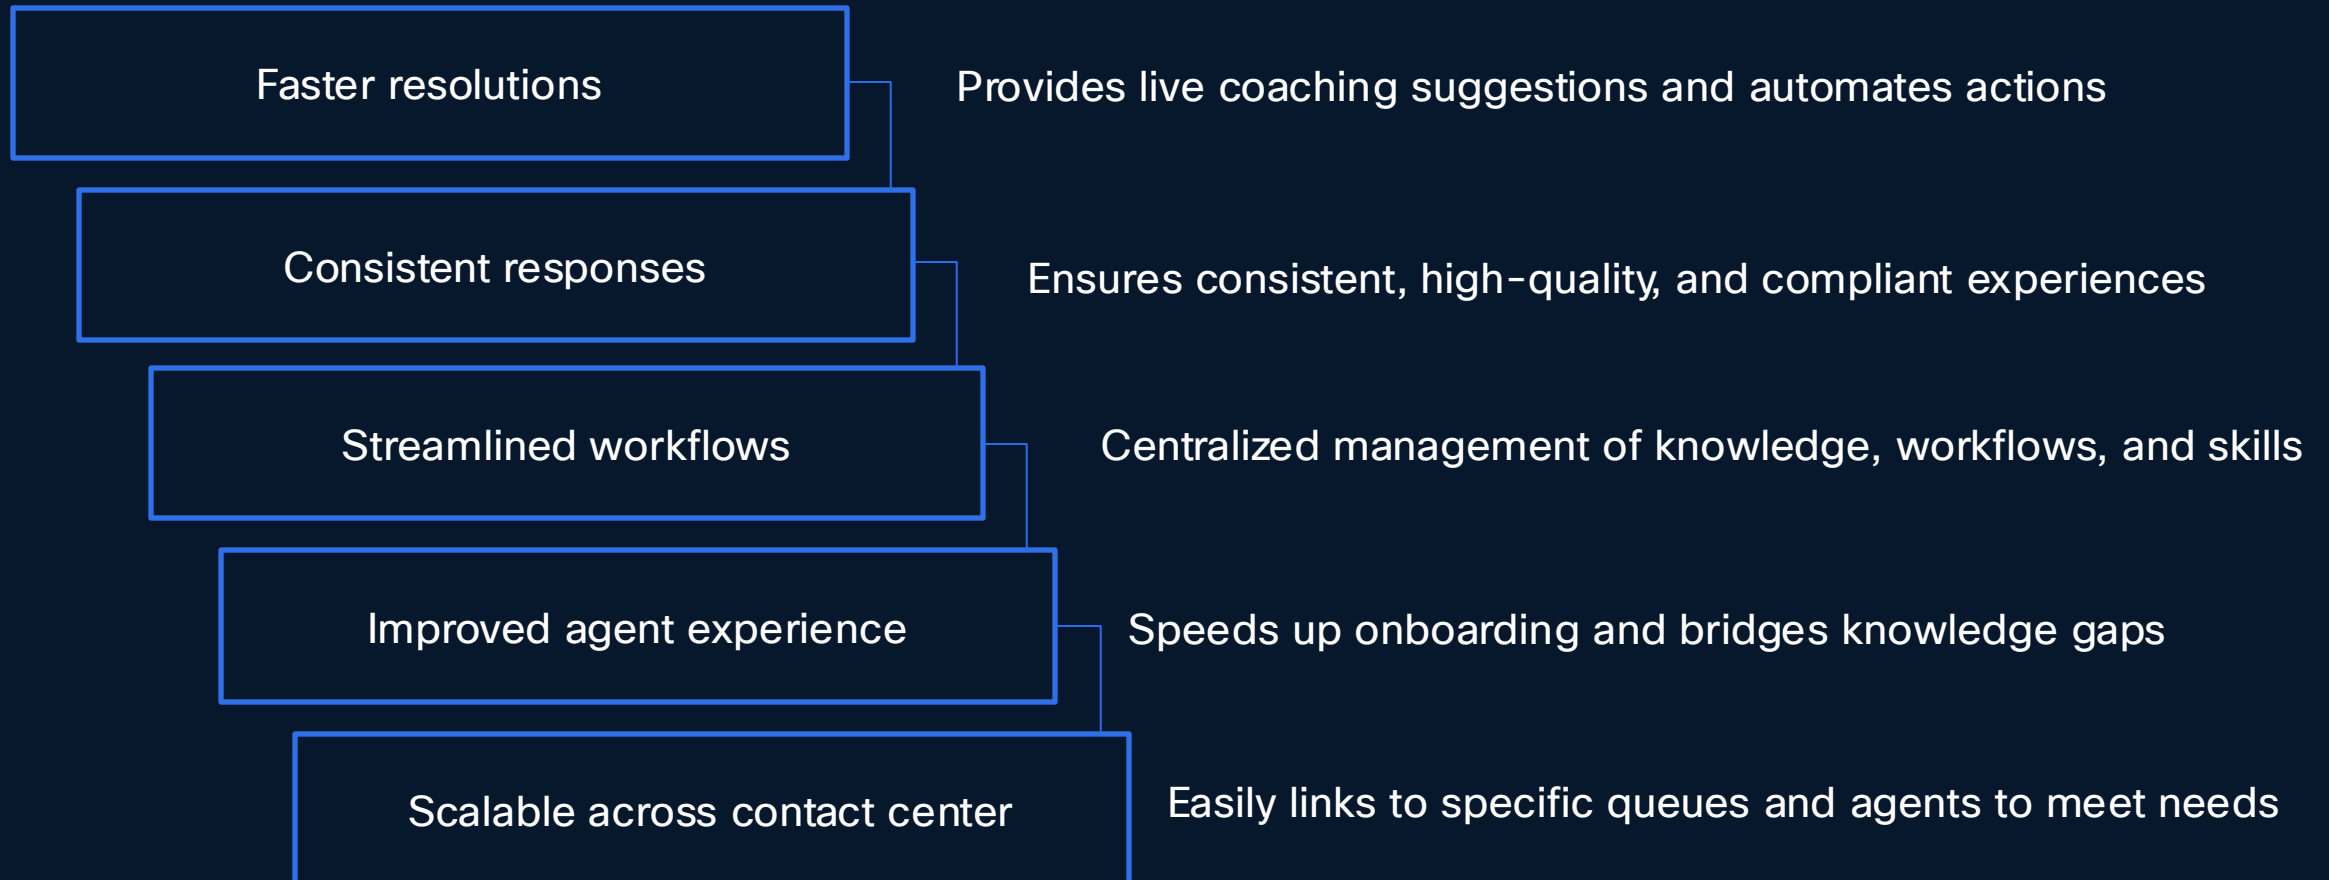 Faster resolutions
Provides live coaching suggestions and automates actions
Consistent responses
Ensures consistent, high-quality, and compliant experiences
Streamlined workflows
Centralized management of knowledge, workflows, and skills
Improved agent experience
Speeds up onboarding and bridges knowledge gaps
Scalable across contact center
Easily links to specific queues and agents to meet needs